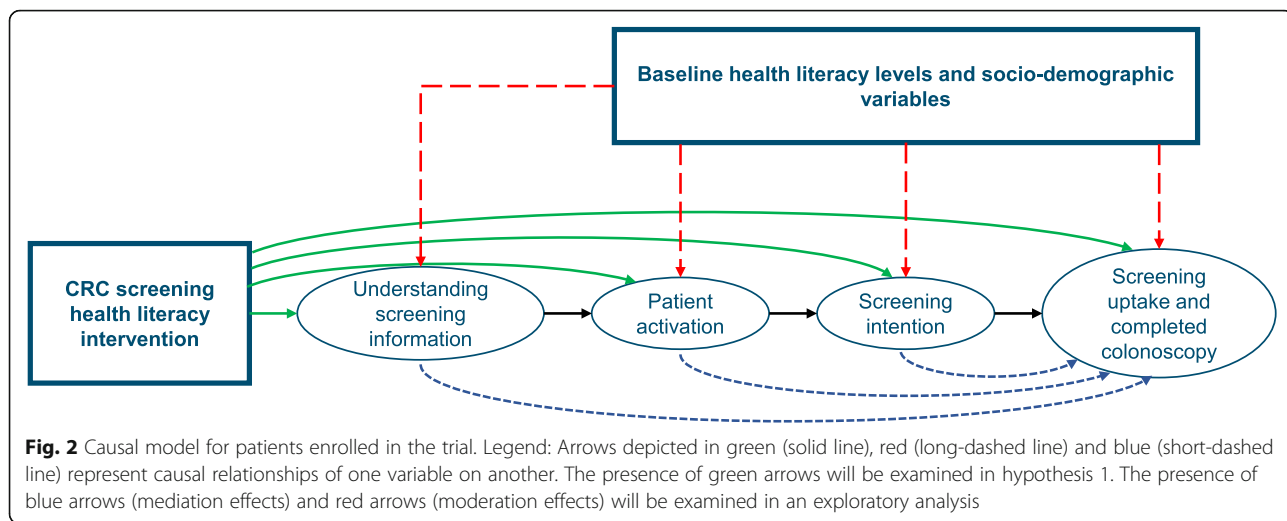 Baseline health literacy levels and socio-demographic
variables
CRC screening
health literacy
intervention
Understanding
screening
information
Patient
activation
Screening
intention
Screening
uptake and
completed
colonoscopy
Fig. 2 Causal model for patients enrolled in the trial. Legend: Arrows depicted in green (solid line), red (long-dashed line) and blue (short-dashed
line) represent causal relationships of one variable on another. The presence of green arrows will be examined in hypothesis 1. The presence of
blue arrows (mediation effects) and red arrows (moderation effects) will be examined in an exploratory analysis